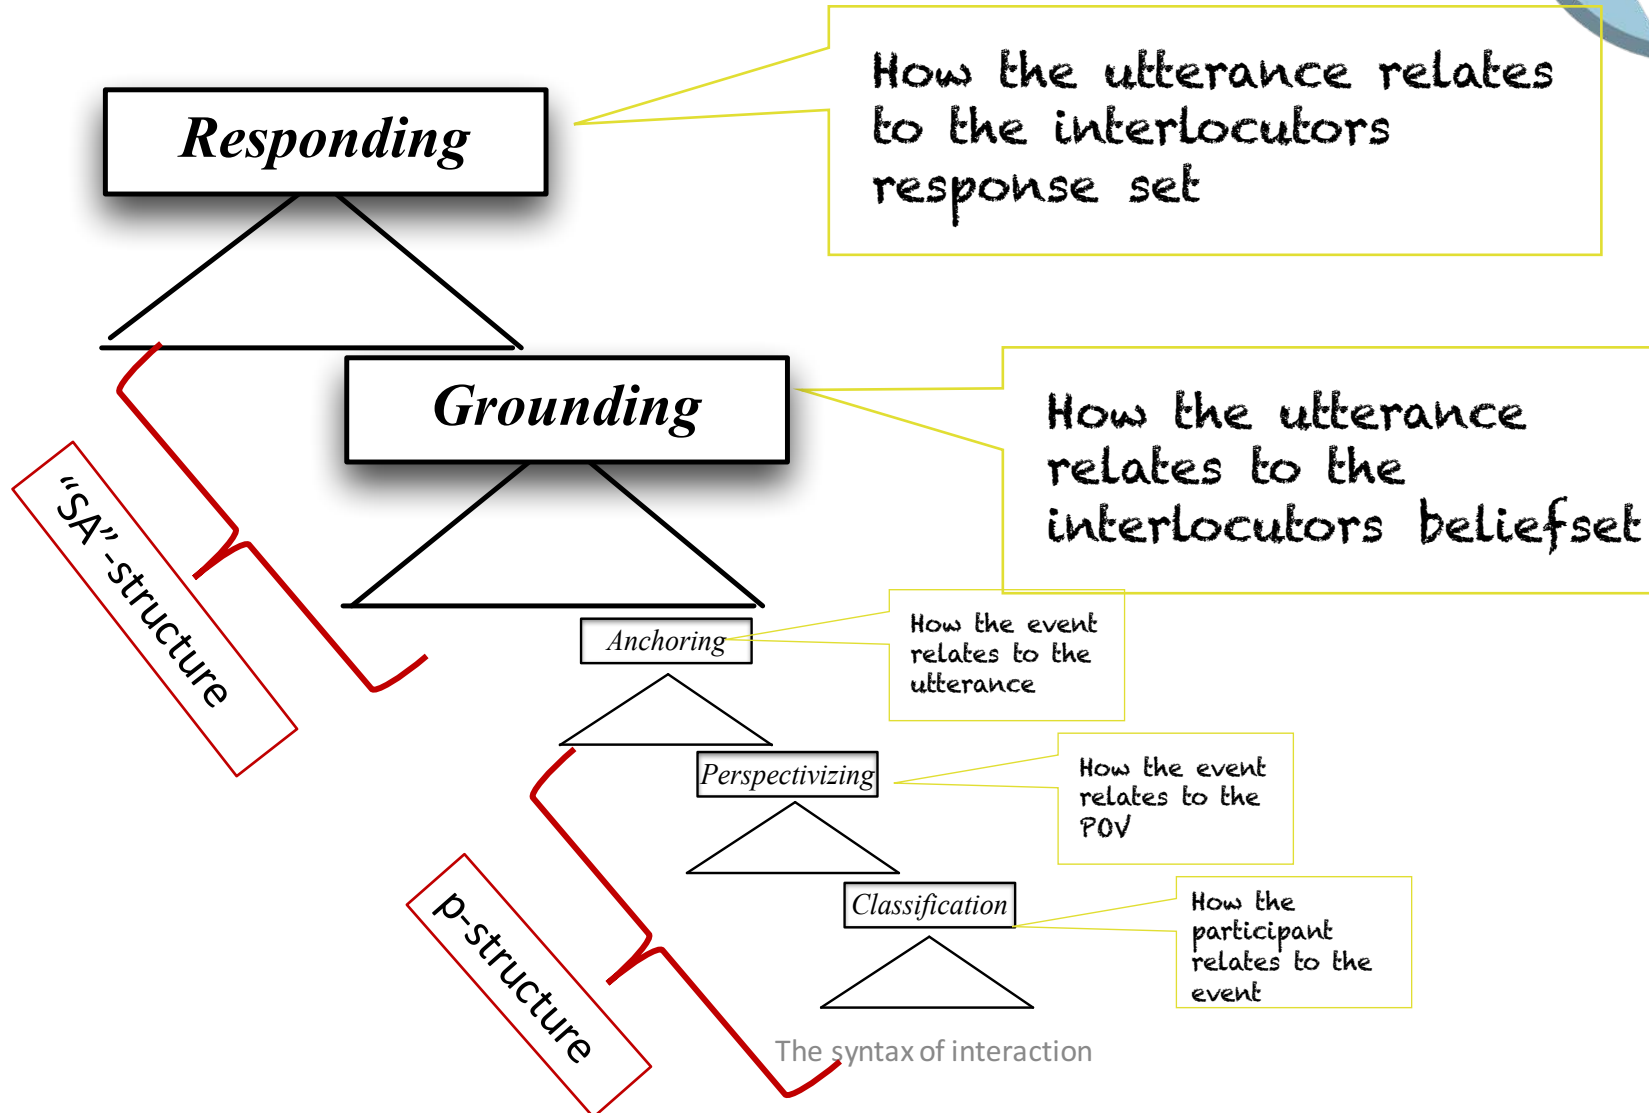 Responding
How the utterance relates
to the interlocutors
response set
Grounding
How the utterance
relates to the
interlocutors beliefset
"SA"-structure
Anchoring
How the event
relates to the
utterance
Perspectivizing
How the event
relates to the
POV
Classification
How the
participant
relates to the
event
p-structure
The syntax of interaction